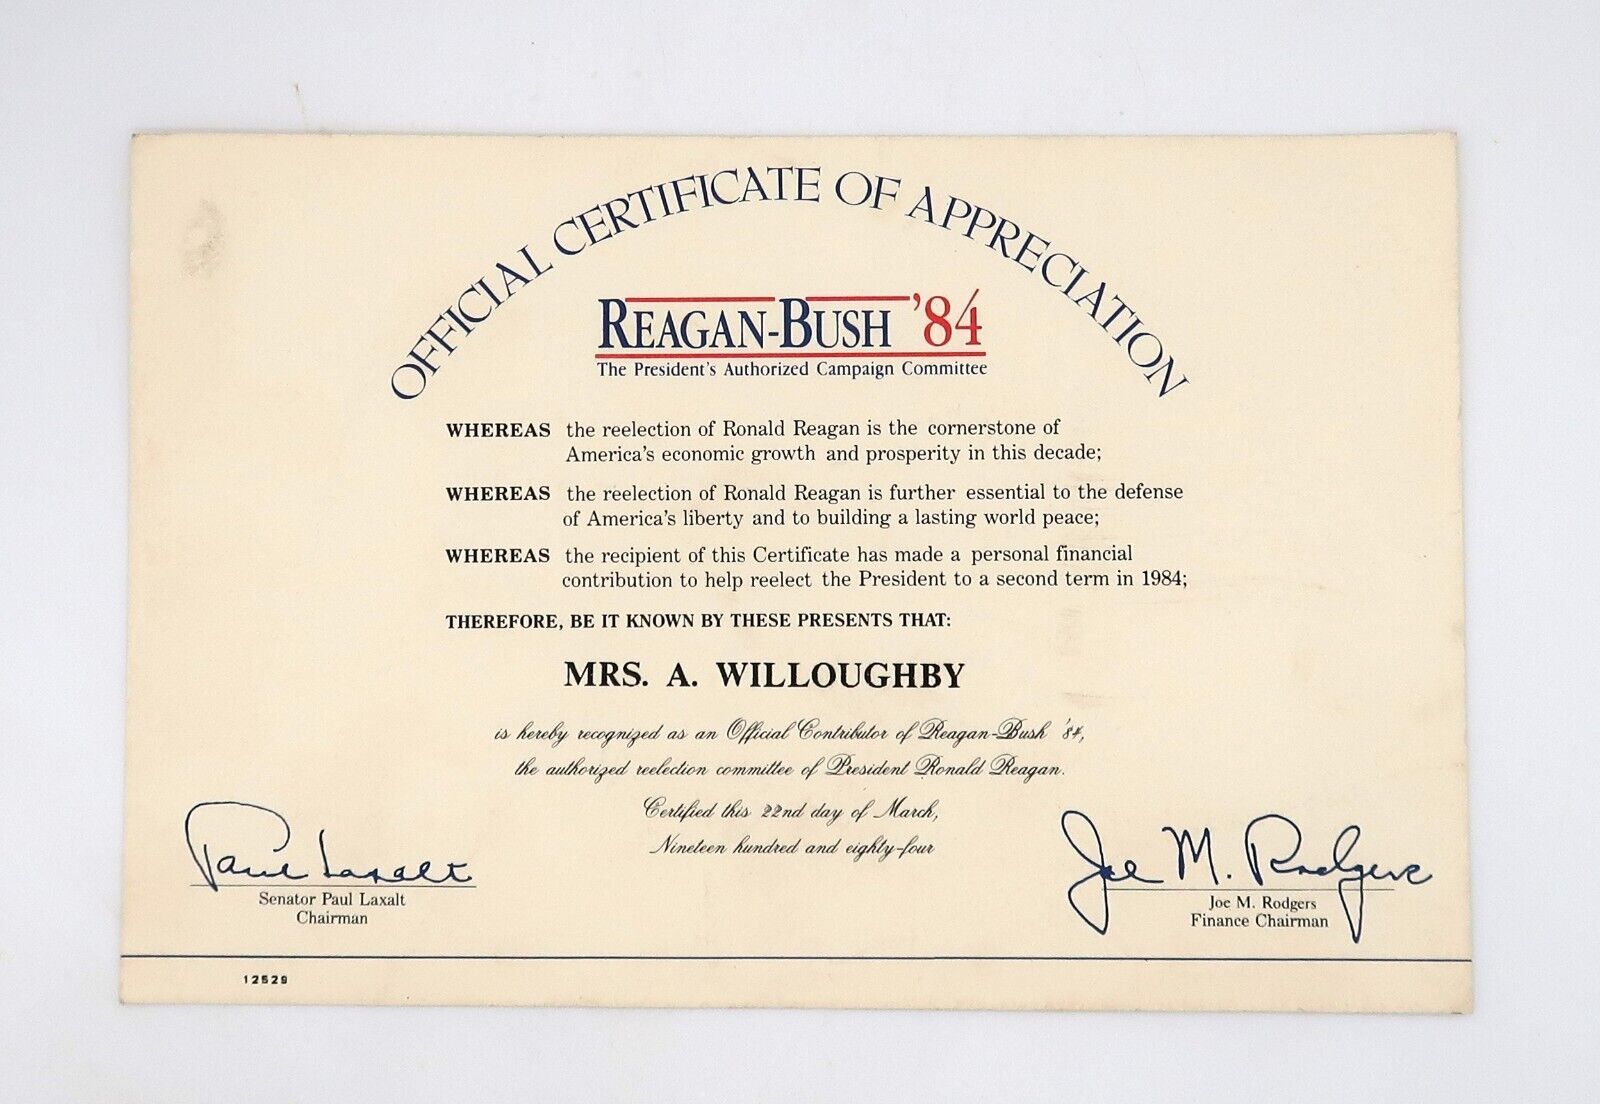 OFFICIAL CERTIFICATE OF APPRECIATION
REAGAN-BUSH '84
The President's Authorized Campaign Committee
WHEREAS the reelection of Ronald Reagan is the cornerstone of
America's economic growth and prosperity in this decade;
WHEREAS the reelection of Ronald Reagan is further essential to the defense
of America's liberty and to building a lasting world peace;
WHEREAS the recipient of this Certificate has made a personal financial
contribution to help reelect the President to a second term in 1984;
THEREFORE, BE IT KNOWN BY THESE PRESENTS THAT:
MRS. A. WILLOUGHBY
is hereby recognized as an Official Contributor of Reagan-Bush '84,
the authorized reelection committee of President Ronald Reagan.
Certified this 22nd day of March,
Nineteen hundred and eighty-four
Paul Laxalt
Senator Paul Laxalt
Chairman
Joe M. Rodgers
Joe M. Rodgers
Finance Chairman
12529